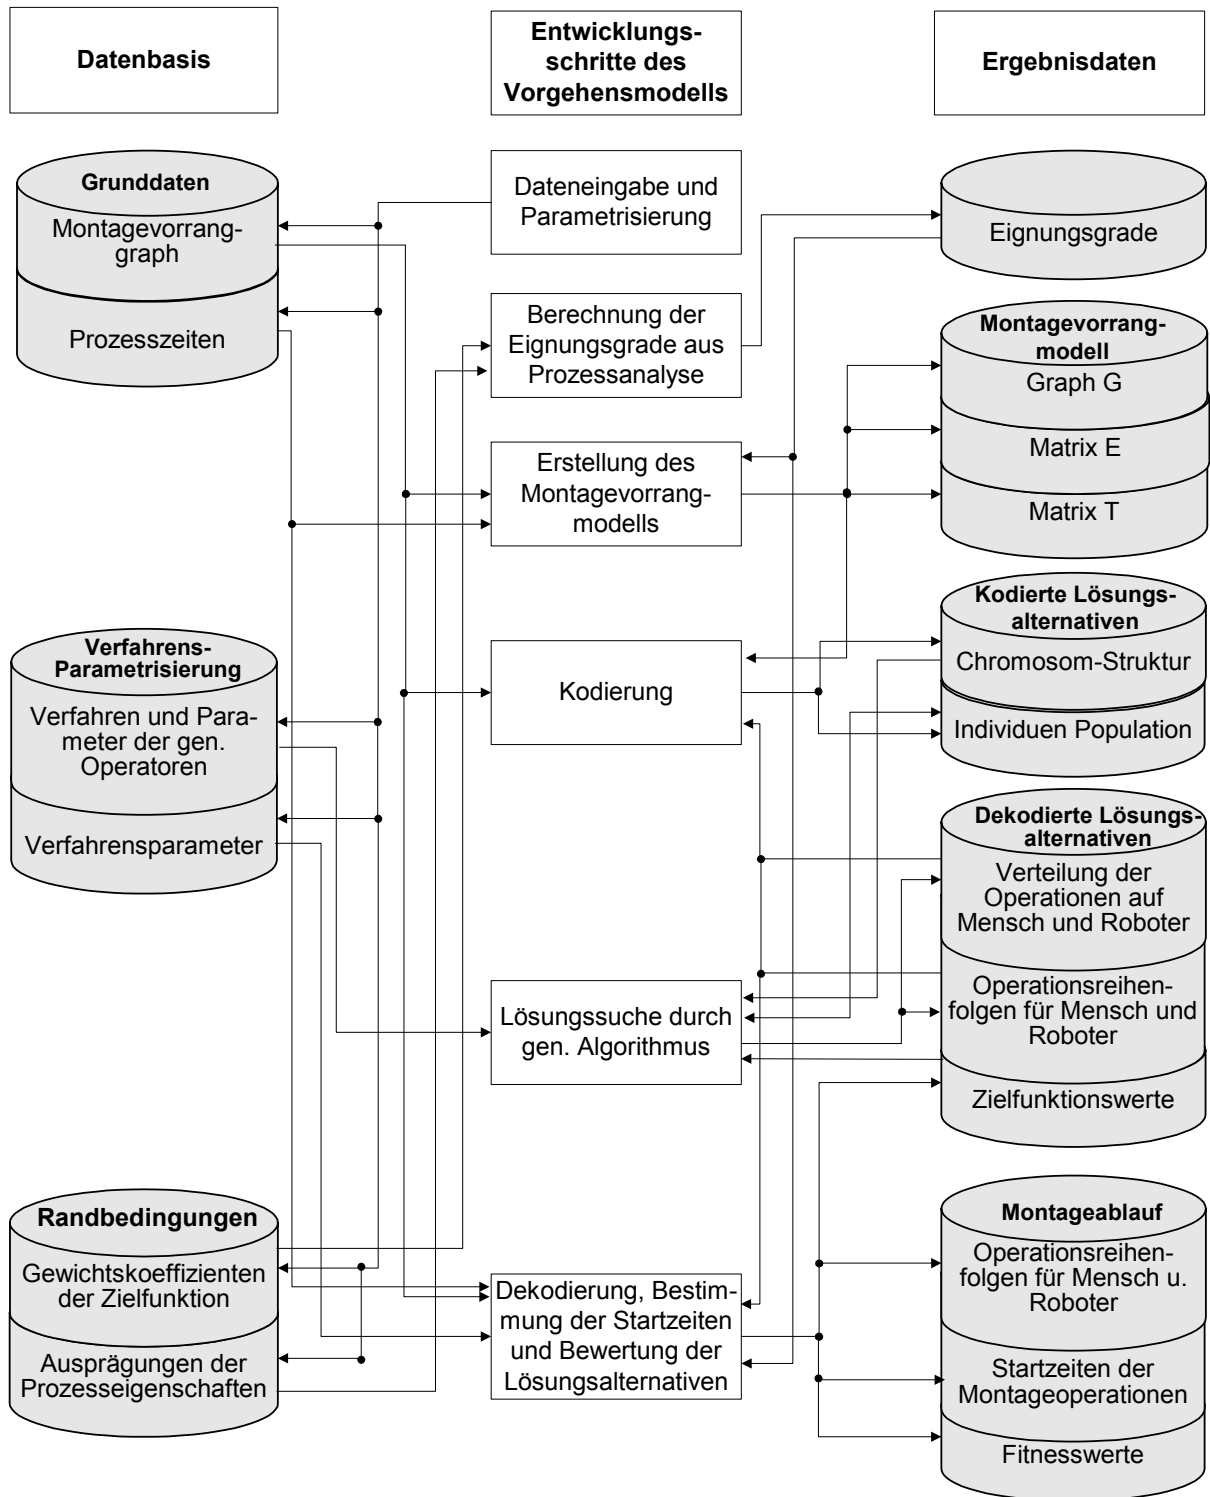 Datenbasis
Entwicklungs-
schritte des
Vorgehensmodells
Ergebnisdaten
Grunddaten
Montagevorrang-
graph
Prozesszeiten
Verfahrens-
Parametrisierung
Verfahren und Para-
meter der gen.
Operatoren
Verfahrensparameter
Randbedingungen
Gewichtskoeffizienten
der Zielfunktion
Ausprägungen der
Prozesseigenschaften
Dateneingabe und
Parametrisierung
Berechnung der
Eignungsgrade aus
Prozessanalyse
Erstellung des
Montagevorrang-
modells
Kodierung
Lösungssuche durch
gen. Algorithmus
Dekodierung, Bestim-
mung der Startzeiten
und Bewertung der
Lösungsalternativen
Eignungsgrade
Montagevorrang-
modell
Graph G
Matrix E
Matrix T
Kodierte Lösungs-
alternativen
Chromosom-Struktur
Individuen Population
Dekodierte Lösungs-
alternativen
Verteilung der
Operationen auf
Mensch und Roboter
Operationsreihen-
folgen für Mensch und
Roboter
Zielfunktionswerte
Montageablauf
Operationsreihen-
folgen für Mensch u.
Roboter
Startzeiten der
Montageoperationen
Fitnesswerte